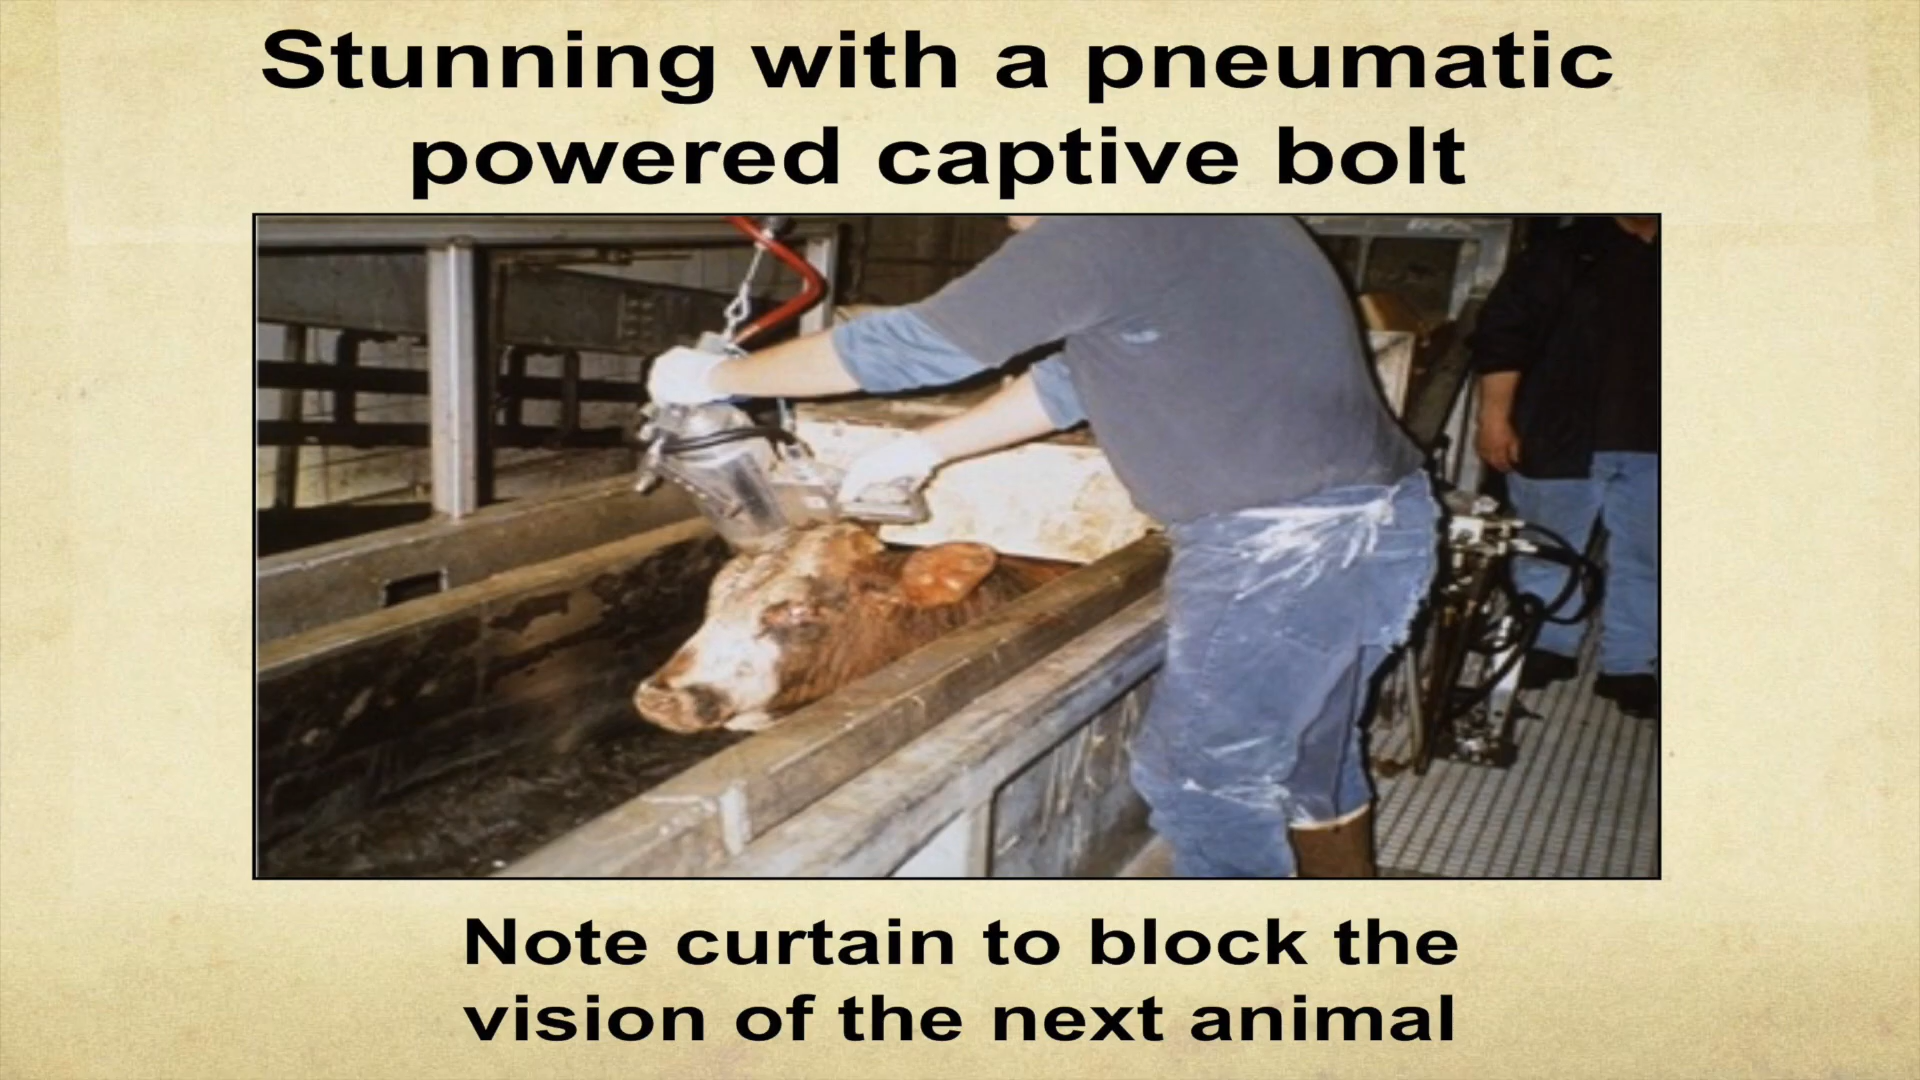 Stunning with a pneumatic
powered captive bolt
Note curtain to block the
vision of the next animal